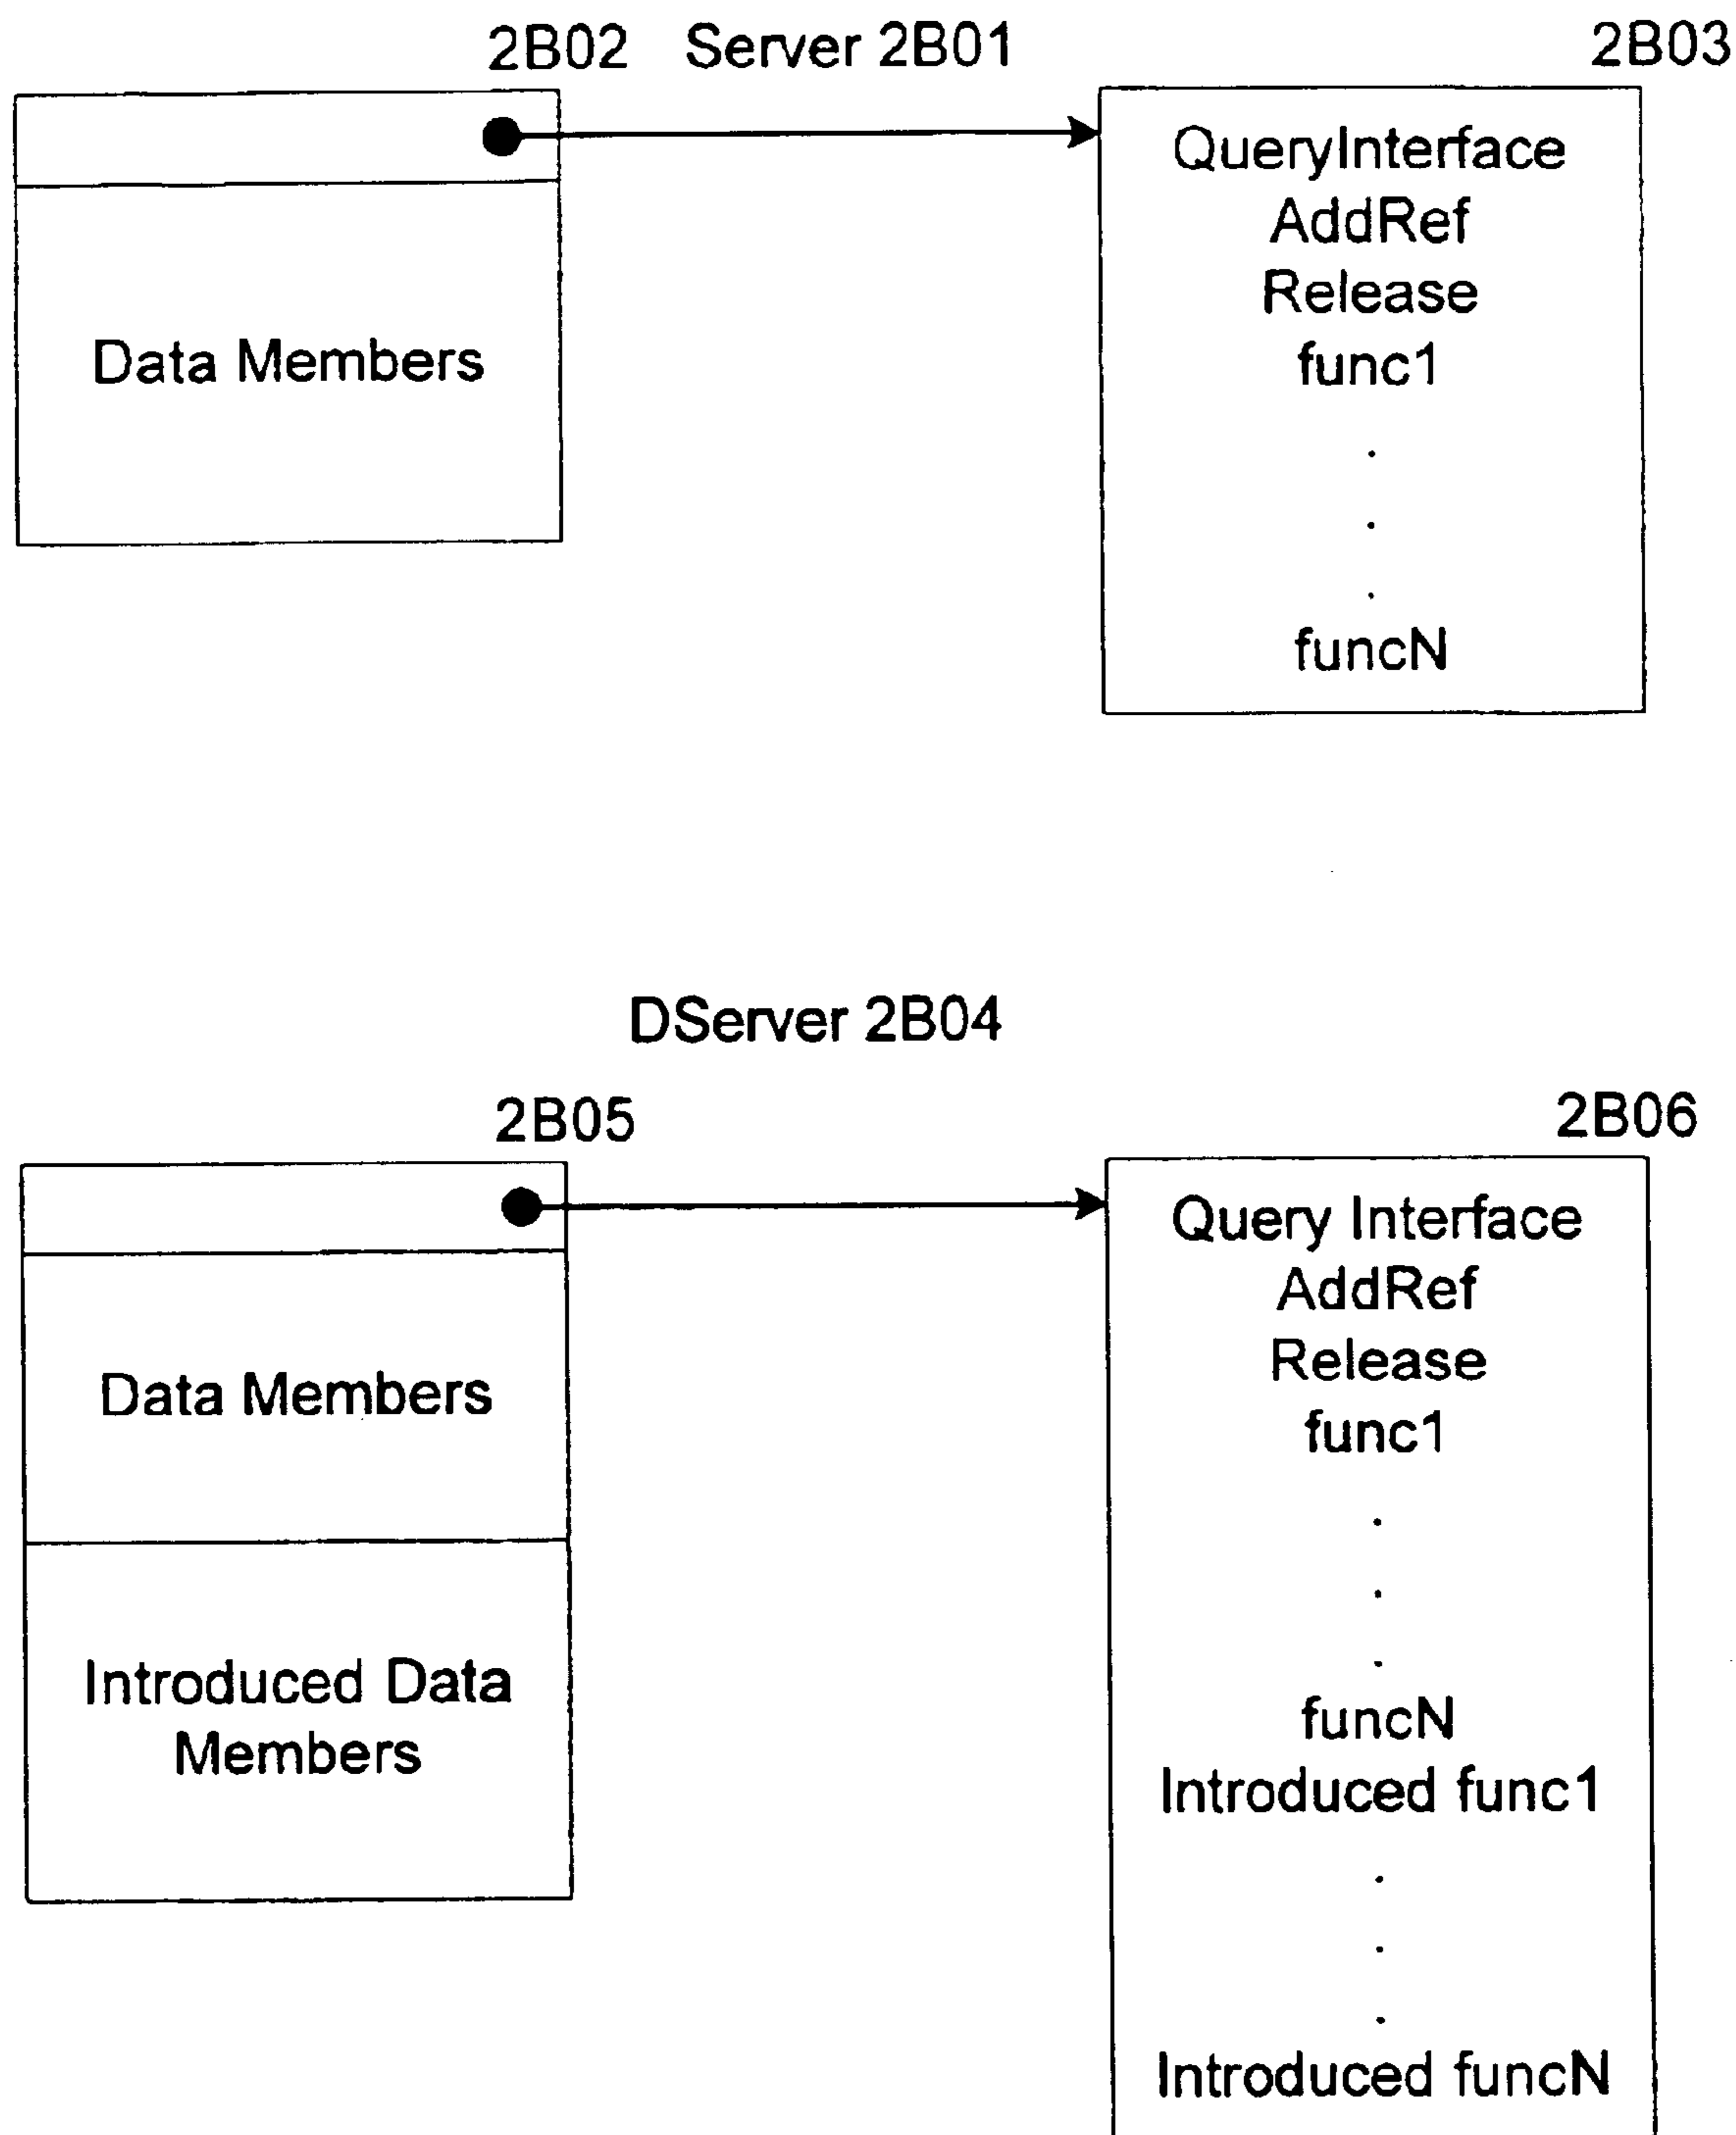 2B02 Server 2B01 2B03
Data Members
QueryInterface
AddRef
Release
func1
.
.
.
funcN
DServer 2B04
2B05 2B06
Data Members
Introduced Data
Members
Query Interface
AddRef
Release
func1
.
.
.
funcN
Introduced func1
.
.
.
Introduced funcN